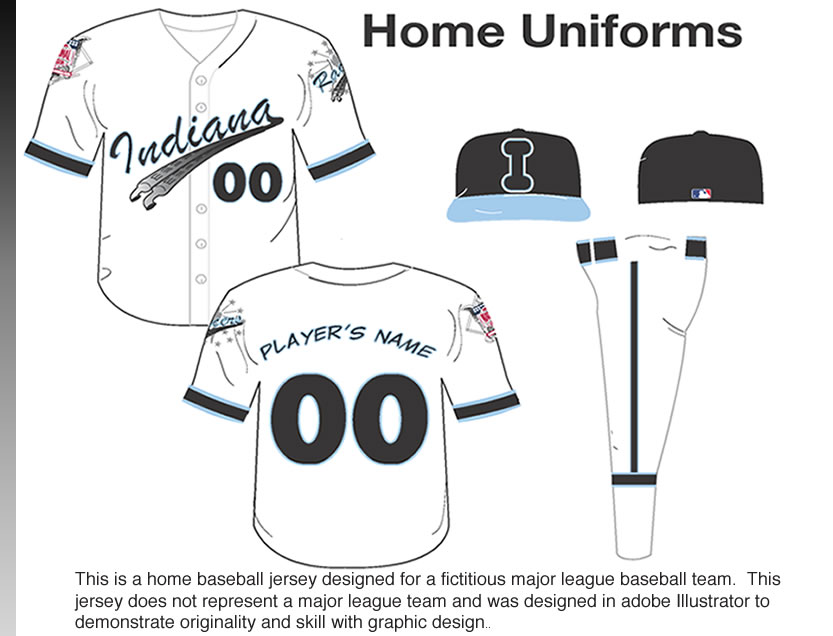 Home Uniforms
Indiana
00
I
PLAYER'S NAME
00
This is a home baseball jersey designed for a fictitious major league baseball team. This
jersey does not represent a major league team and was designed in adobe Illustrator to
demonstrate originality and skill with graphic design..